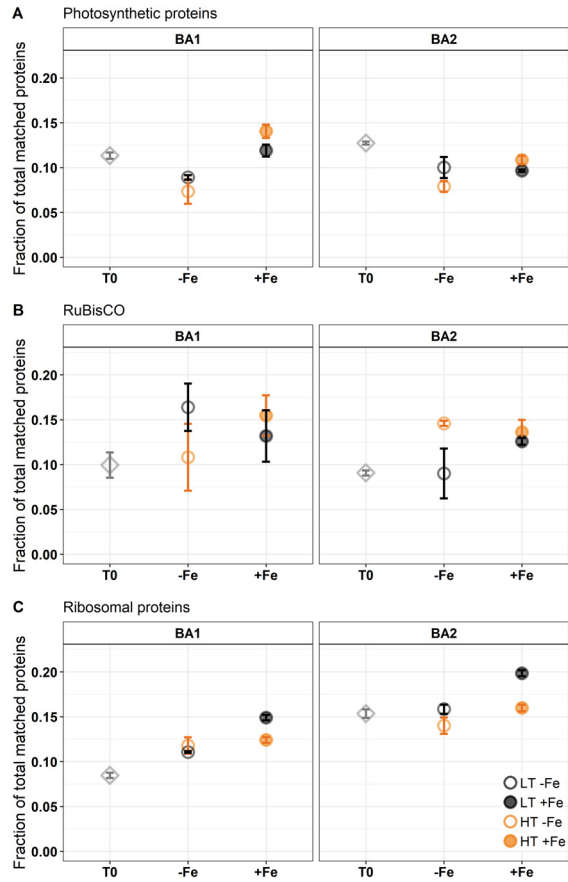 A Photosynthetic proteins
BA1 BA2
Fraction of total matched proteins
0.20
0.15
0.10
0.05
0.00
T0 -Fe +Fe T0 -Fe +Fe
B RuBisCO
BA1 BA2
Fraction of total matched proteins
0.20
0.15
0.10
0.05
0.00
T0 -Fe +Fe T0 -Fe +Fe
C Ribosomal proteins
BA1 BA2
Fraction of total matched proteins
0.20
0.15
0.10
0.05
0.00
LT -Fe
LT +Fe
HT -Fe
HT +Fe
T0 -Fe +Fe T0 -Fe +Fe